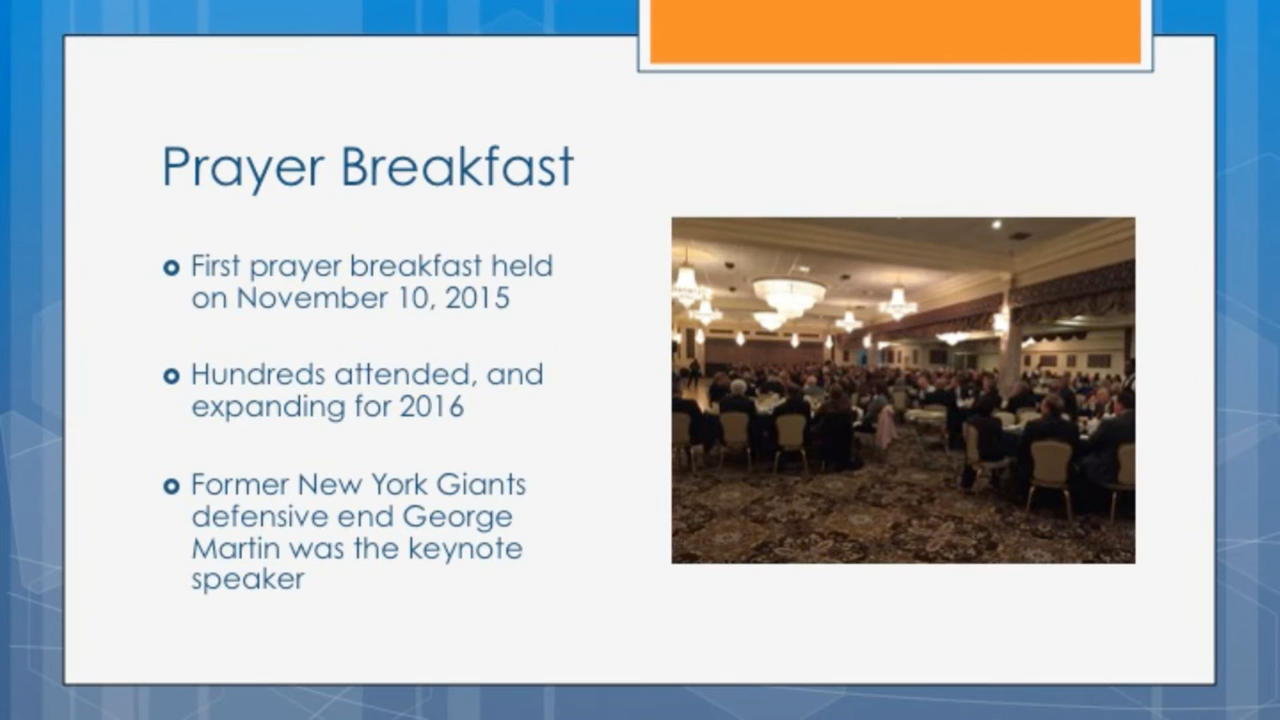 Prayer Breakfast
First prayer breakfast held
on November 10, 2015
Hundreds attended, and
expanding for 2016
Former New York Giants
defensive end George
Martin was the keynote
speaker